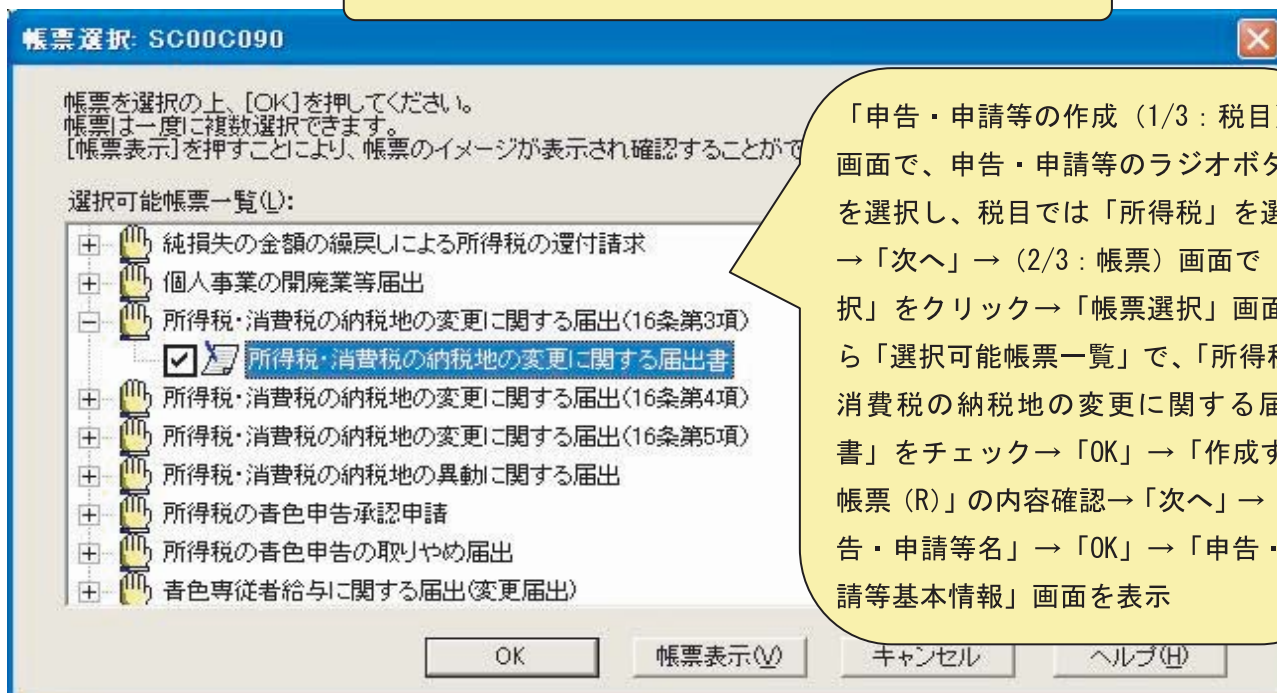 帳票選択: SC00C090
帳票を選択の上、[OK]を押してください。
帳票は一度に複数選択できます。
[帳票表示]を押すことにより、帳票のイメージが表示され確認することがで
選択可能帳票一覧(L):
純損失の金額の繰戻しによる所得税の還付請求
個人事業の開廃業等届出
所得税・消費税の納税地の変更に関する届出(16条第3項)
所得税・消費税の納税地の変更に関する届出書
所得税・消費税の納税地の変更に関する届出(16条第4項)
所得税・消費税の納税地の変更に関する届出(16条第5項)
所得税・消費税の納税地の異動に関する届出
所得税の青色申告承認申請
所得税の青色申告の取りやめ届出
青色専従者給与に関する届出(変更届出)
OK
帳票表示(V)
キャンセル
ヘルプ(H)
「申告・申請等の作成（1/3：税目
画面で、申告・申請等のラジオボタ
を選択し、税目では「所得税」を選
→「次へ」→（2/3：帳票）画面で
択」をクリック→「帳票選択」画面
ら「選択可能帳票一覧」で、「所得税
消費税の納税地の変更に関する届
書」をチェック→「OK」→「作成す
帳票（R）」の内容確認→「次へ」→
告・申請等名」→「OK」→「申告・
請等基本情報」画面を表示